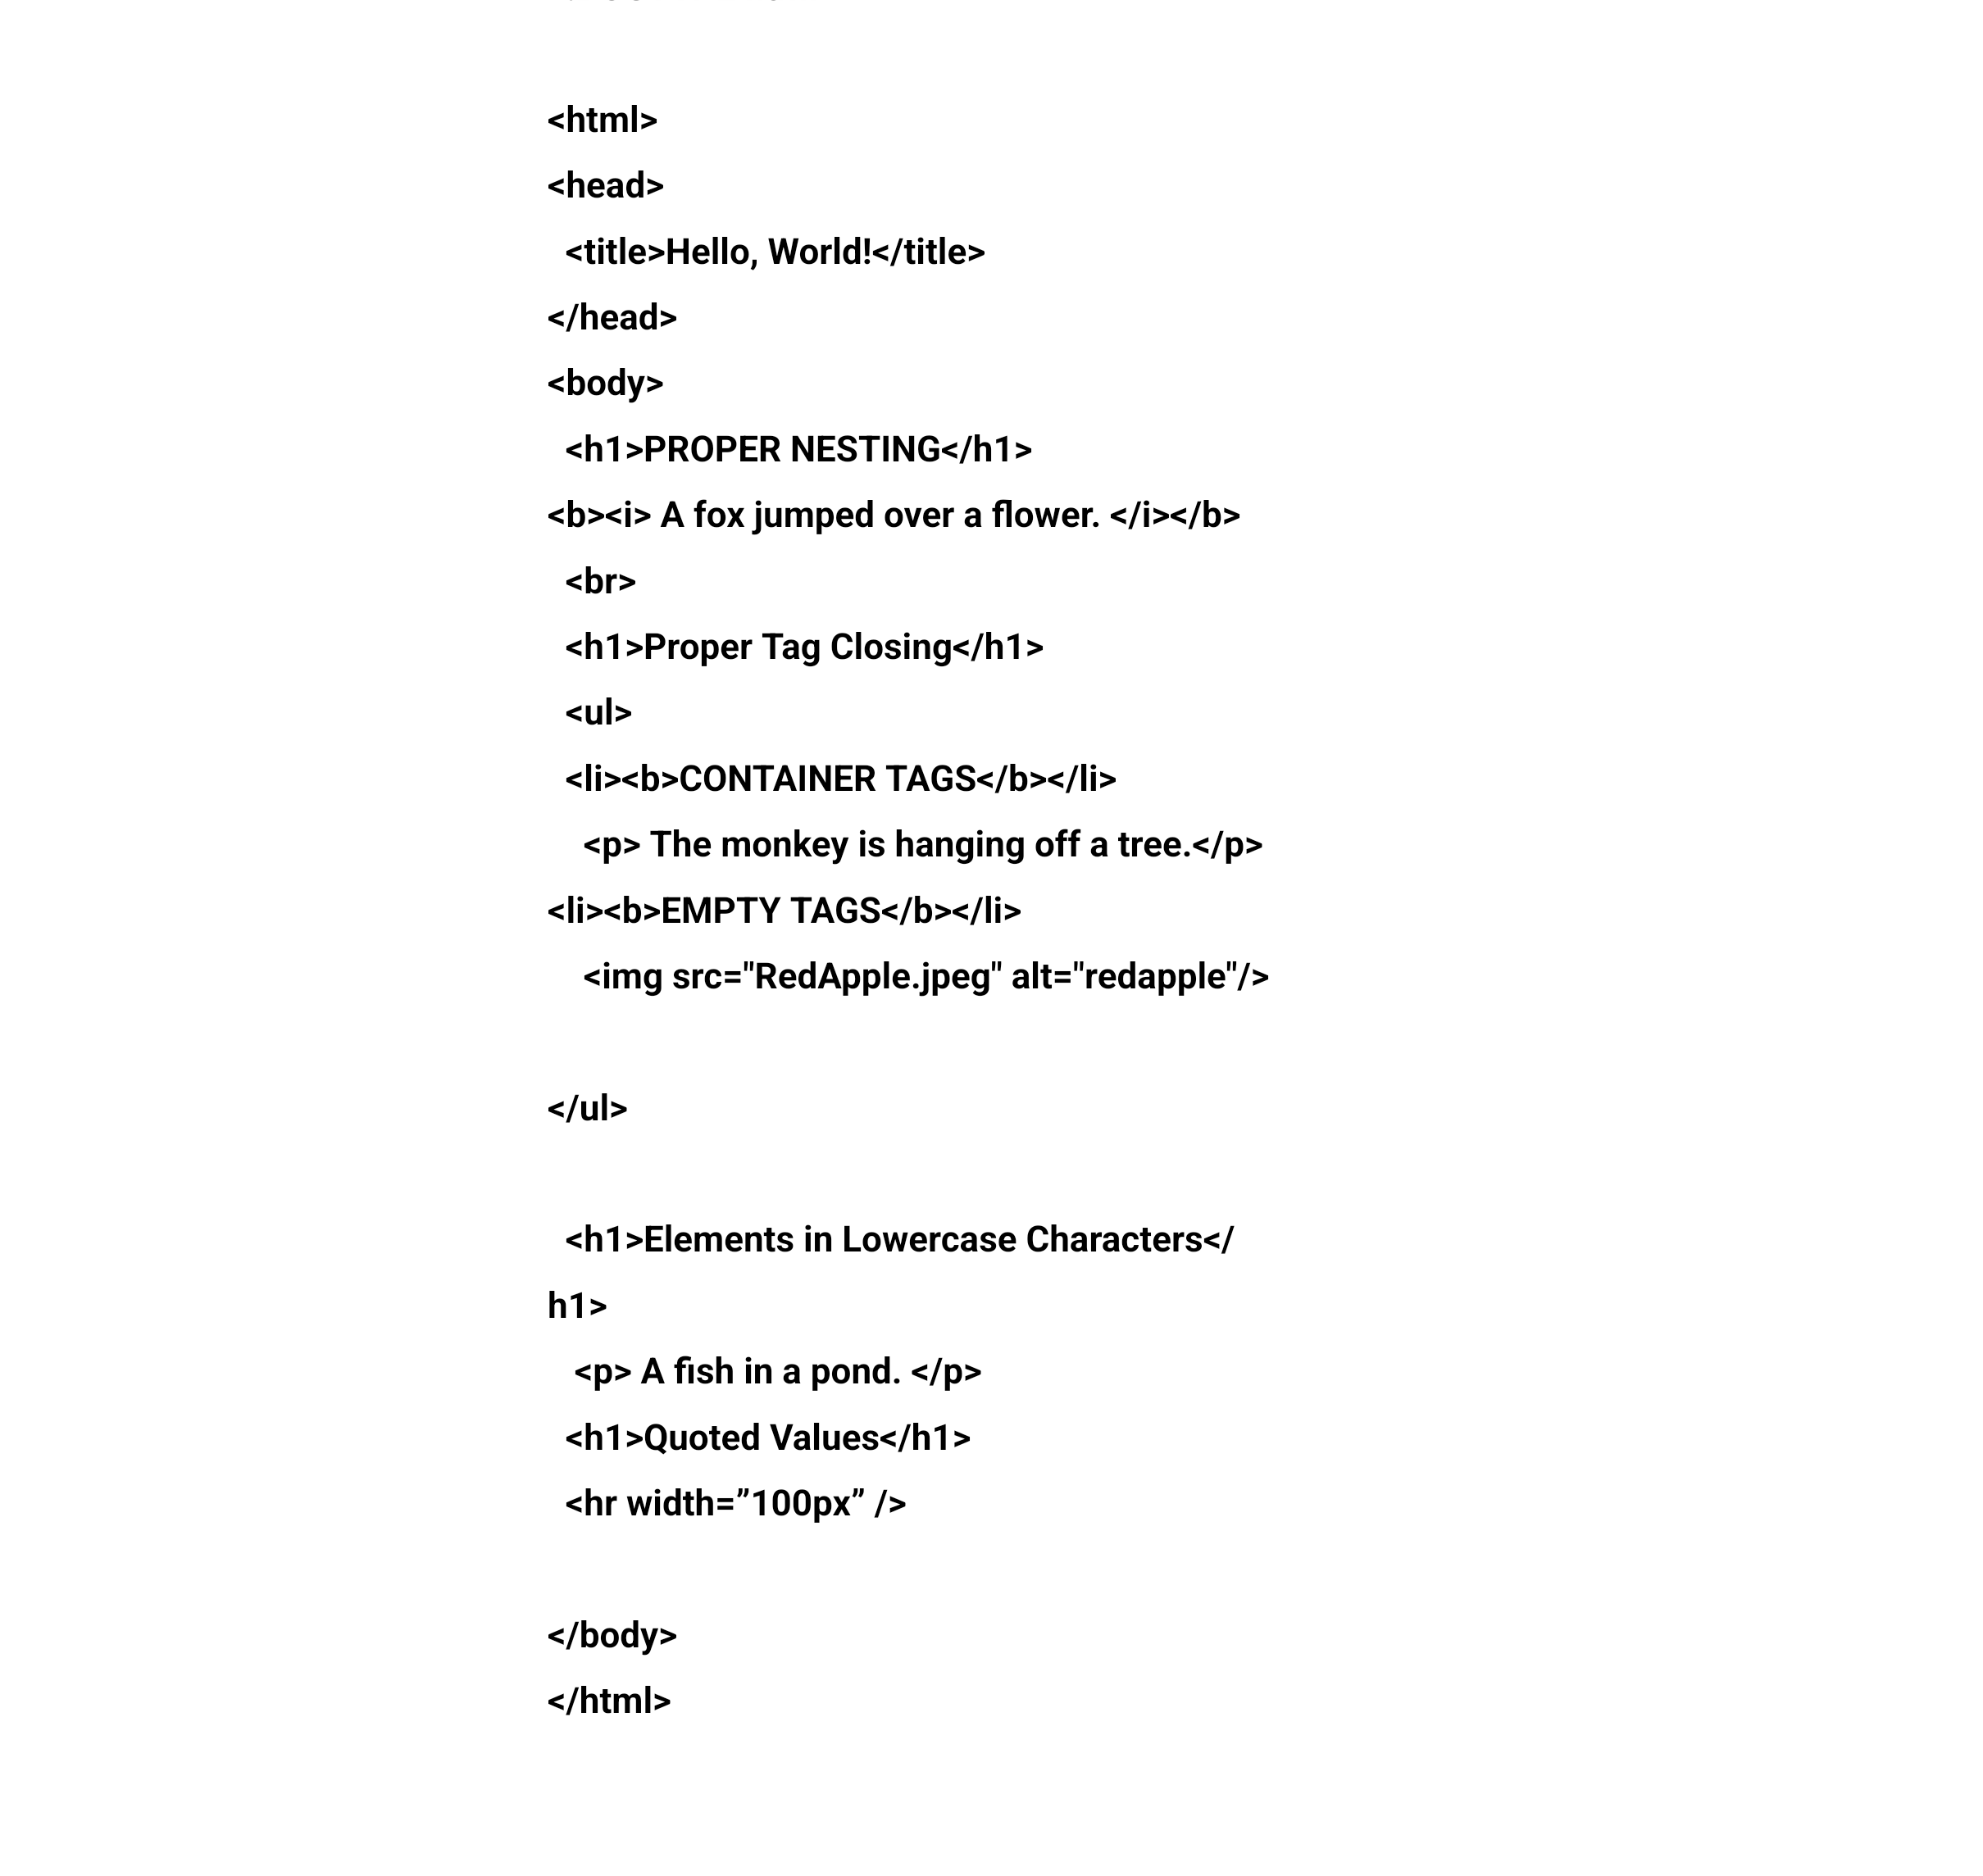 <html>
<head>
<title>Hello, World!</title>
</head>
<body>
<h1>PROPER NESTING</h1>
<b><i> A fox jumped over a flower. </i></b>
<br>
<h1>Proper Tag Closing</h1>
<ul>
<li><b>CONTAINER TAGS</b></li>
<p> The monkey is hanging off a tree.</p>
<li><b>EMPTY TAGS</b></li>
<img src="RedApple.jpeg" alt="redapple"/>
</ul>
<h1>Elements in Lowercase Characters</
h1>
<p> A fish in a pond. </p>
<h1>Quoted Values</h1>
<hr width=”100px” />
</body>
</html>